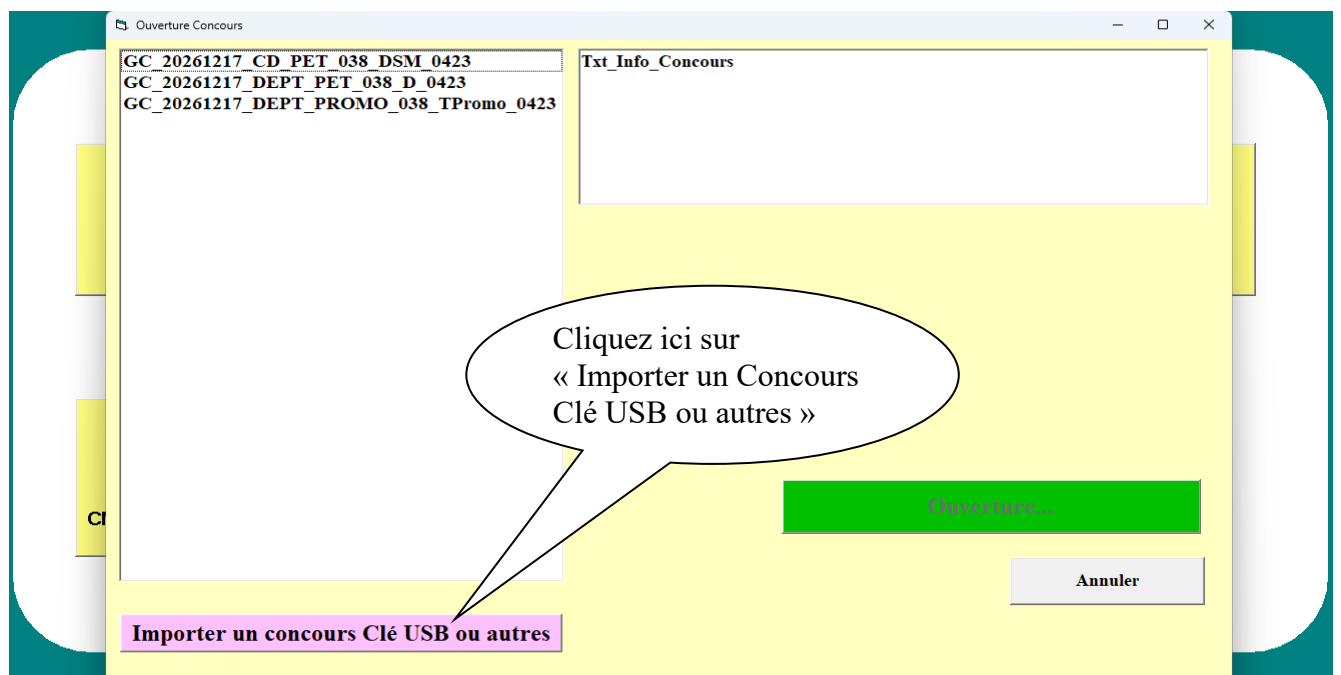 Ouverture Concours
GC_20261217_CD_PET_038_DSM_0423
GC_20261217_DEPT_PET_038_D_0423
GC_20261217_DEPT_PROMO_038_TPromo_0423
Txt_Info_Concours
Cliquez ici sur
« Importer un Concours
Clé USB ou autres »
Ouverture...
Annuler
Importer un concours Clé USB ou autres